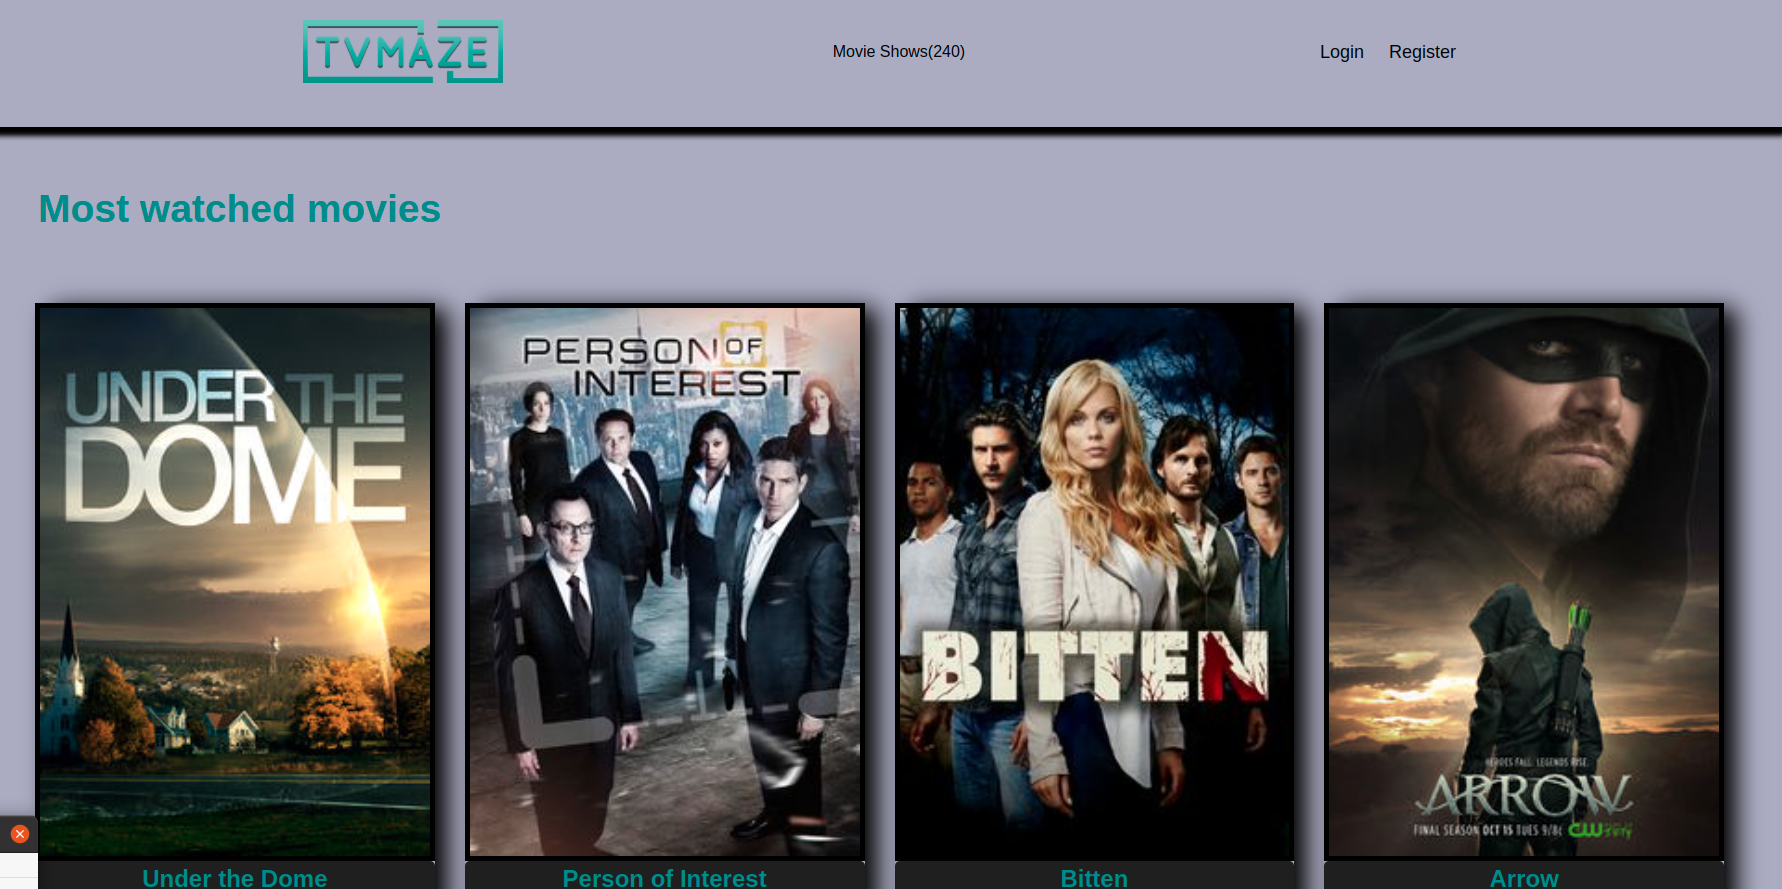 TVMAZE
Movie Shows(240)
Login
Register
Most watched movies
UNDER THE
DOME
PERSON OF
INTEREST
BITTEN
HEROES FALL. LEGENDS RISE.
ARROW
FINAL SEASON OCT 15 TUES 9/8c CW
Under the Dome
Person of Interest
Bitten
Arrow